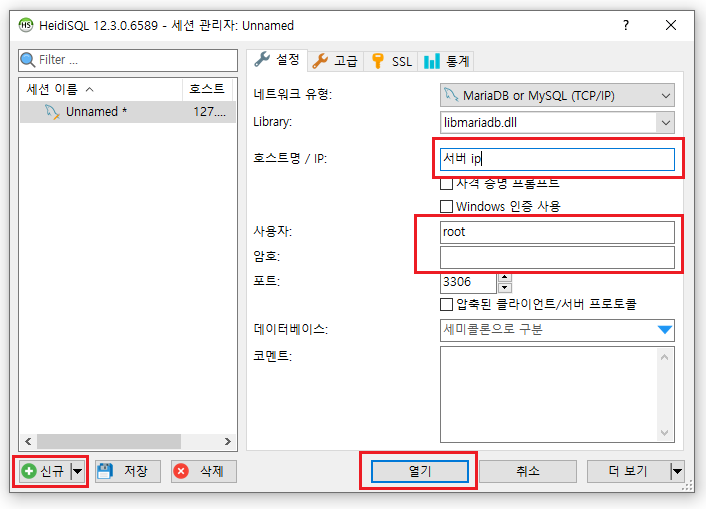 HS HeidiSQL 12.3.0.6589 - 세션 관리자: Unnamed
Filter ...
세션 이름 호스트
Unnamed * 127....
설정 고급 SSL 통계
네트워크 유형: MariaDB or MySQL (TCP/IP)
Library: libmariadb.dll
호스트명 / IP: 서버 ip
자격 증명 프롬프트
Windows 인증 사용
사용자: root
암호:
포트: 3306
압축된 클라이언트/서버 프로토콜
데이터베이스: 세미콜론으로 구분
코멘트:
신규 저장 삭제 열기 취소 더 보기